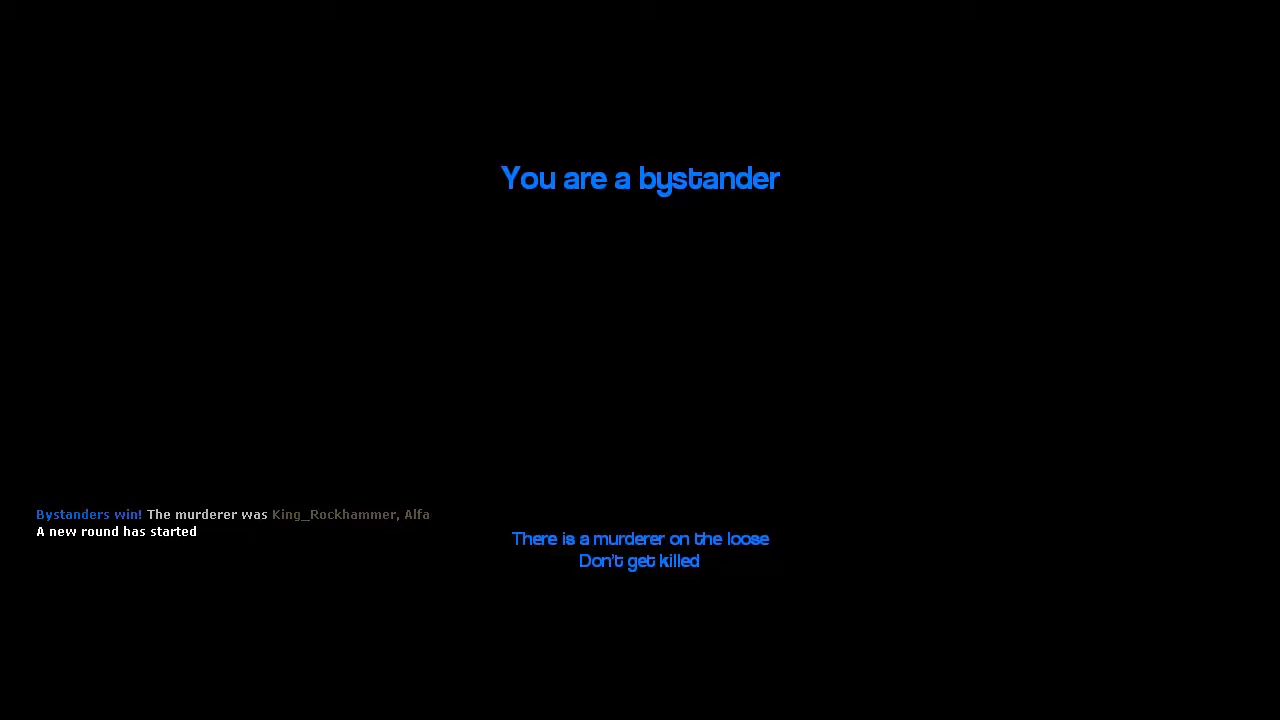 You are a bystander
Bystanders win! The murderer was King_Rockhammer, Alfa
A new round has started
There is a murderer on the loose
Don't get killed